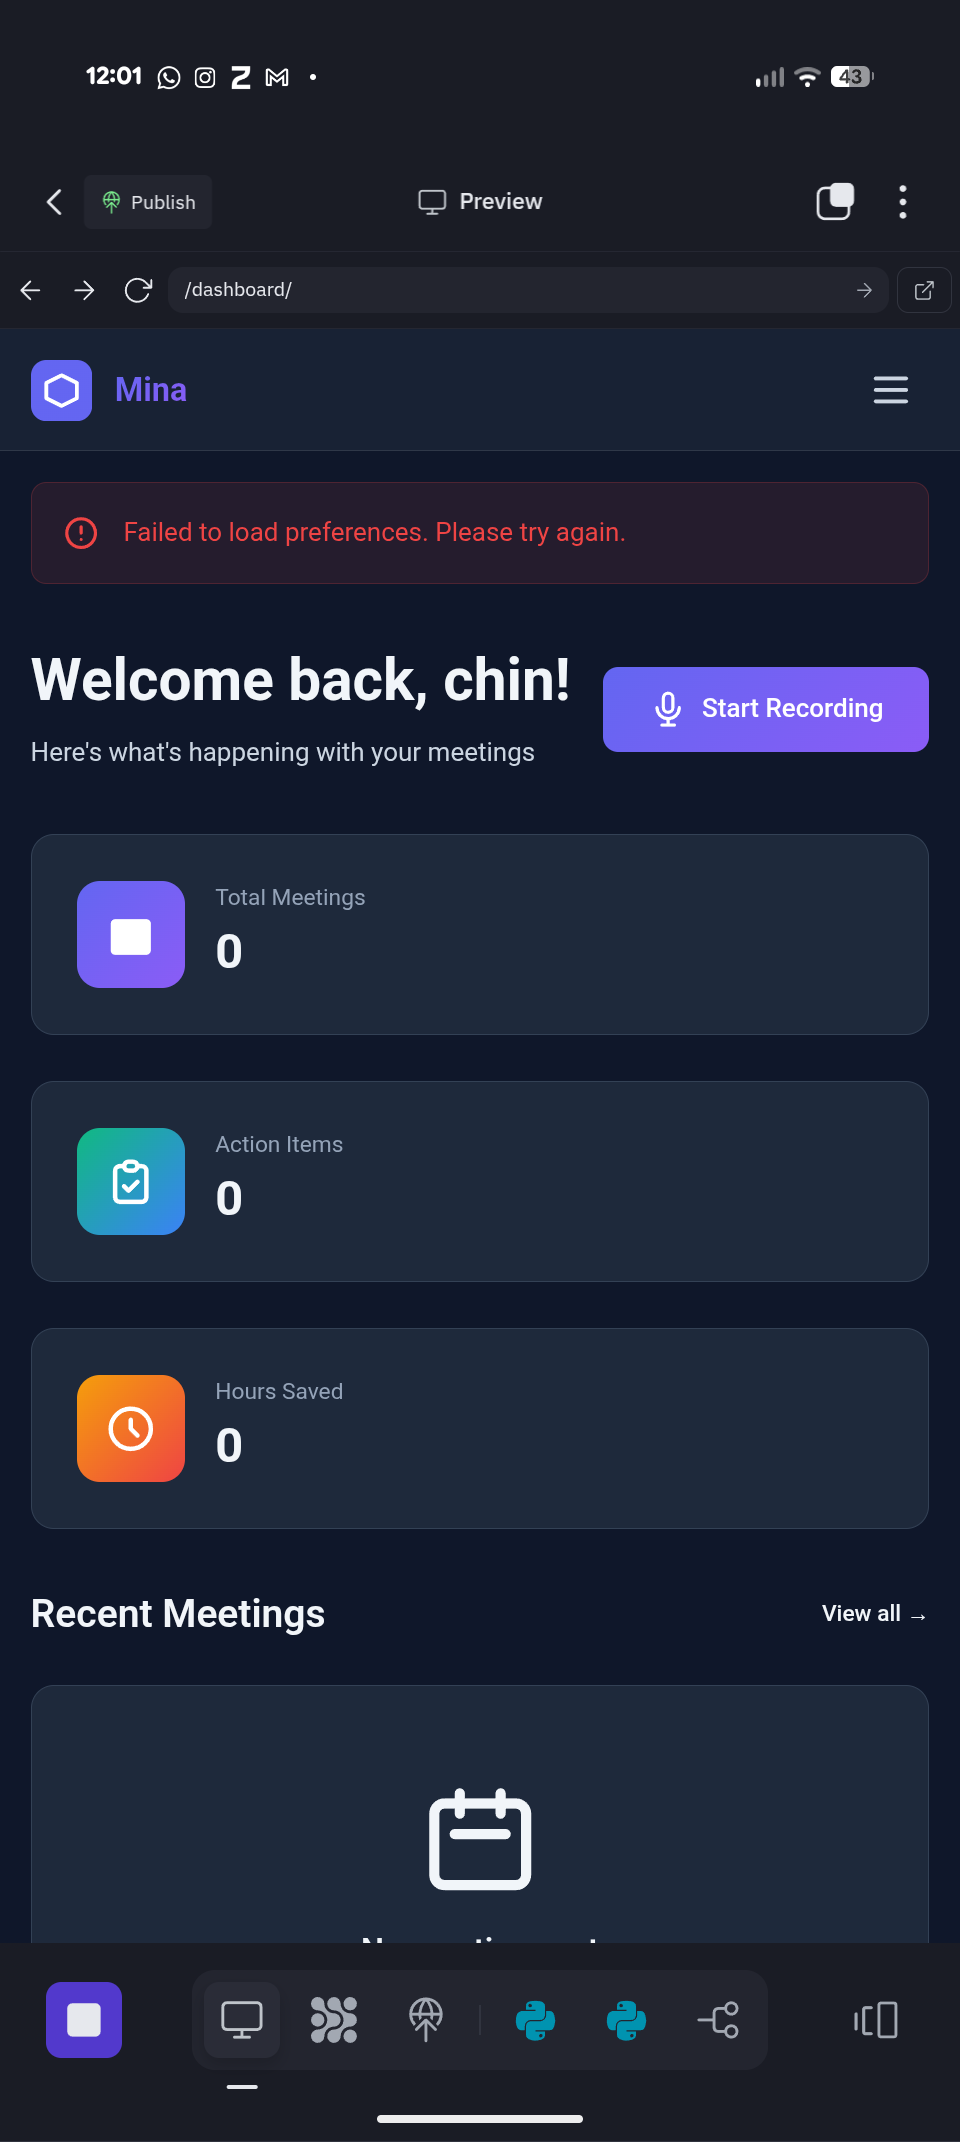 12:01
43
Publish
Preview
/dashboard/
Mina
Failed to load preferences. Please try again.
Welcome back, chin!
Start Recording
Here's what's happening with your meetings
Total Meetings
0
Action Items
0
Hours Saved
0
Recent Meetings
View all →